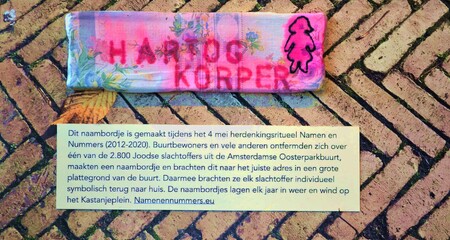 HARTOG
KORPER
Dit naambordje is gemaakt tijdens het 4 mei herdenkingsritueel Namen en
Nummers (2012-2020). Buurtbewoners en vele anderen ontfermden zich over
één van de 2.800 Joodse slachtoffers uit de Amsterdamse Oosterparkbuurt,
maakten een naambordje en brachten dit naar het juiste adres in een grote
plattegrond van de buurt. Daarmee brachten ze elk slachtoffer individueel
symbolisch terug naar huis. De naambordjes lagen elk jaar in weer en wind op
het Kastanjeplein. Namenennummers.eu